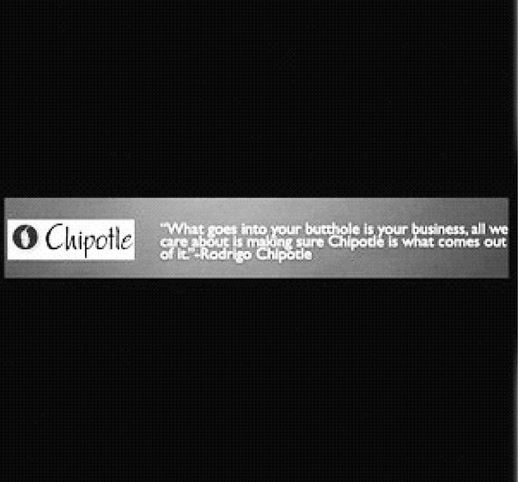 Chipotle
"What goes into your butthole is your business, all we
care about is making sure Chipotle is what comes out
of it."-Rodrigo Chipotle